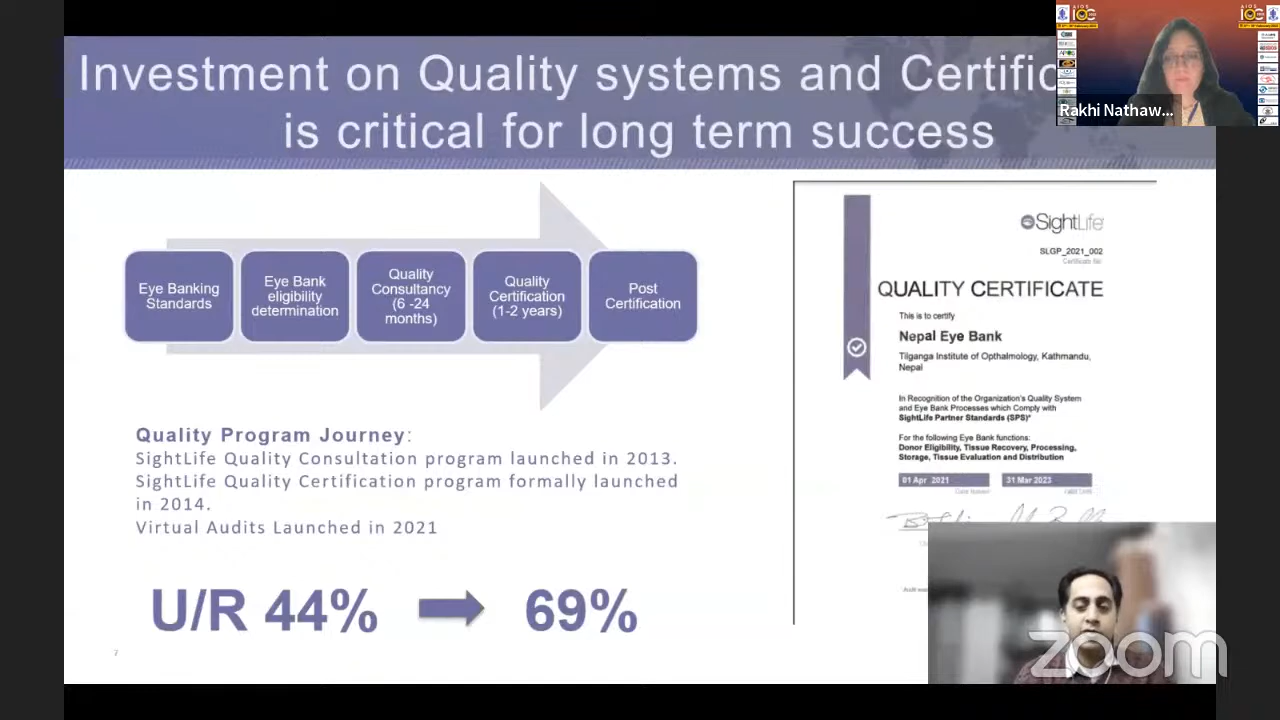 Investment on Quality systems and Certific
is critical for long term success
Rakhi Nathaw...
Eye Banking
Standards
Eye Bank
eligibility
determination
Quality
Consultancy
(6 -24
months)
Quality
Certification
(1-2 years)
Post
Certification
Quality Program Journey:
SightLife Quality Consultation program launched in 2013.
SightLife Quality Certification program formally launched
in 2014.
Virtual Audits Launched in 2021
U/R 44%
69%
7
SightLife
SLGP_2021_002
Certificate No
QUALITY CERTIFICATE
This is to certify
Nepal Eye Bank
Tilganga Institute of Opthalmology, Kathmandu,
Nepal
In Recognition of the Organization's Quality System
and Eye Bank Processes which Comply with
SightLife Partner Standards (SPS)*
For the following Eye Bank functions:
Donor Eligibility, Tissue Recovery, Processing,
Storage, Tissue Evaluation and Distribution
01 Apr 2021
31 Mar 2023
zoom